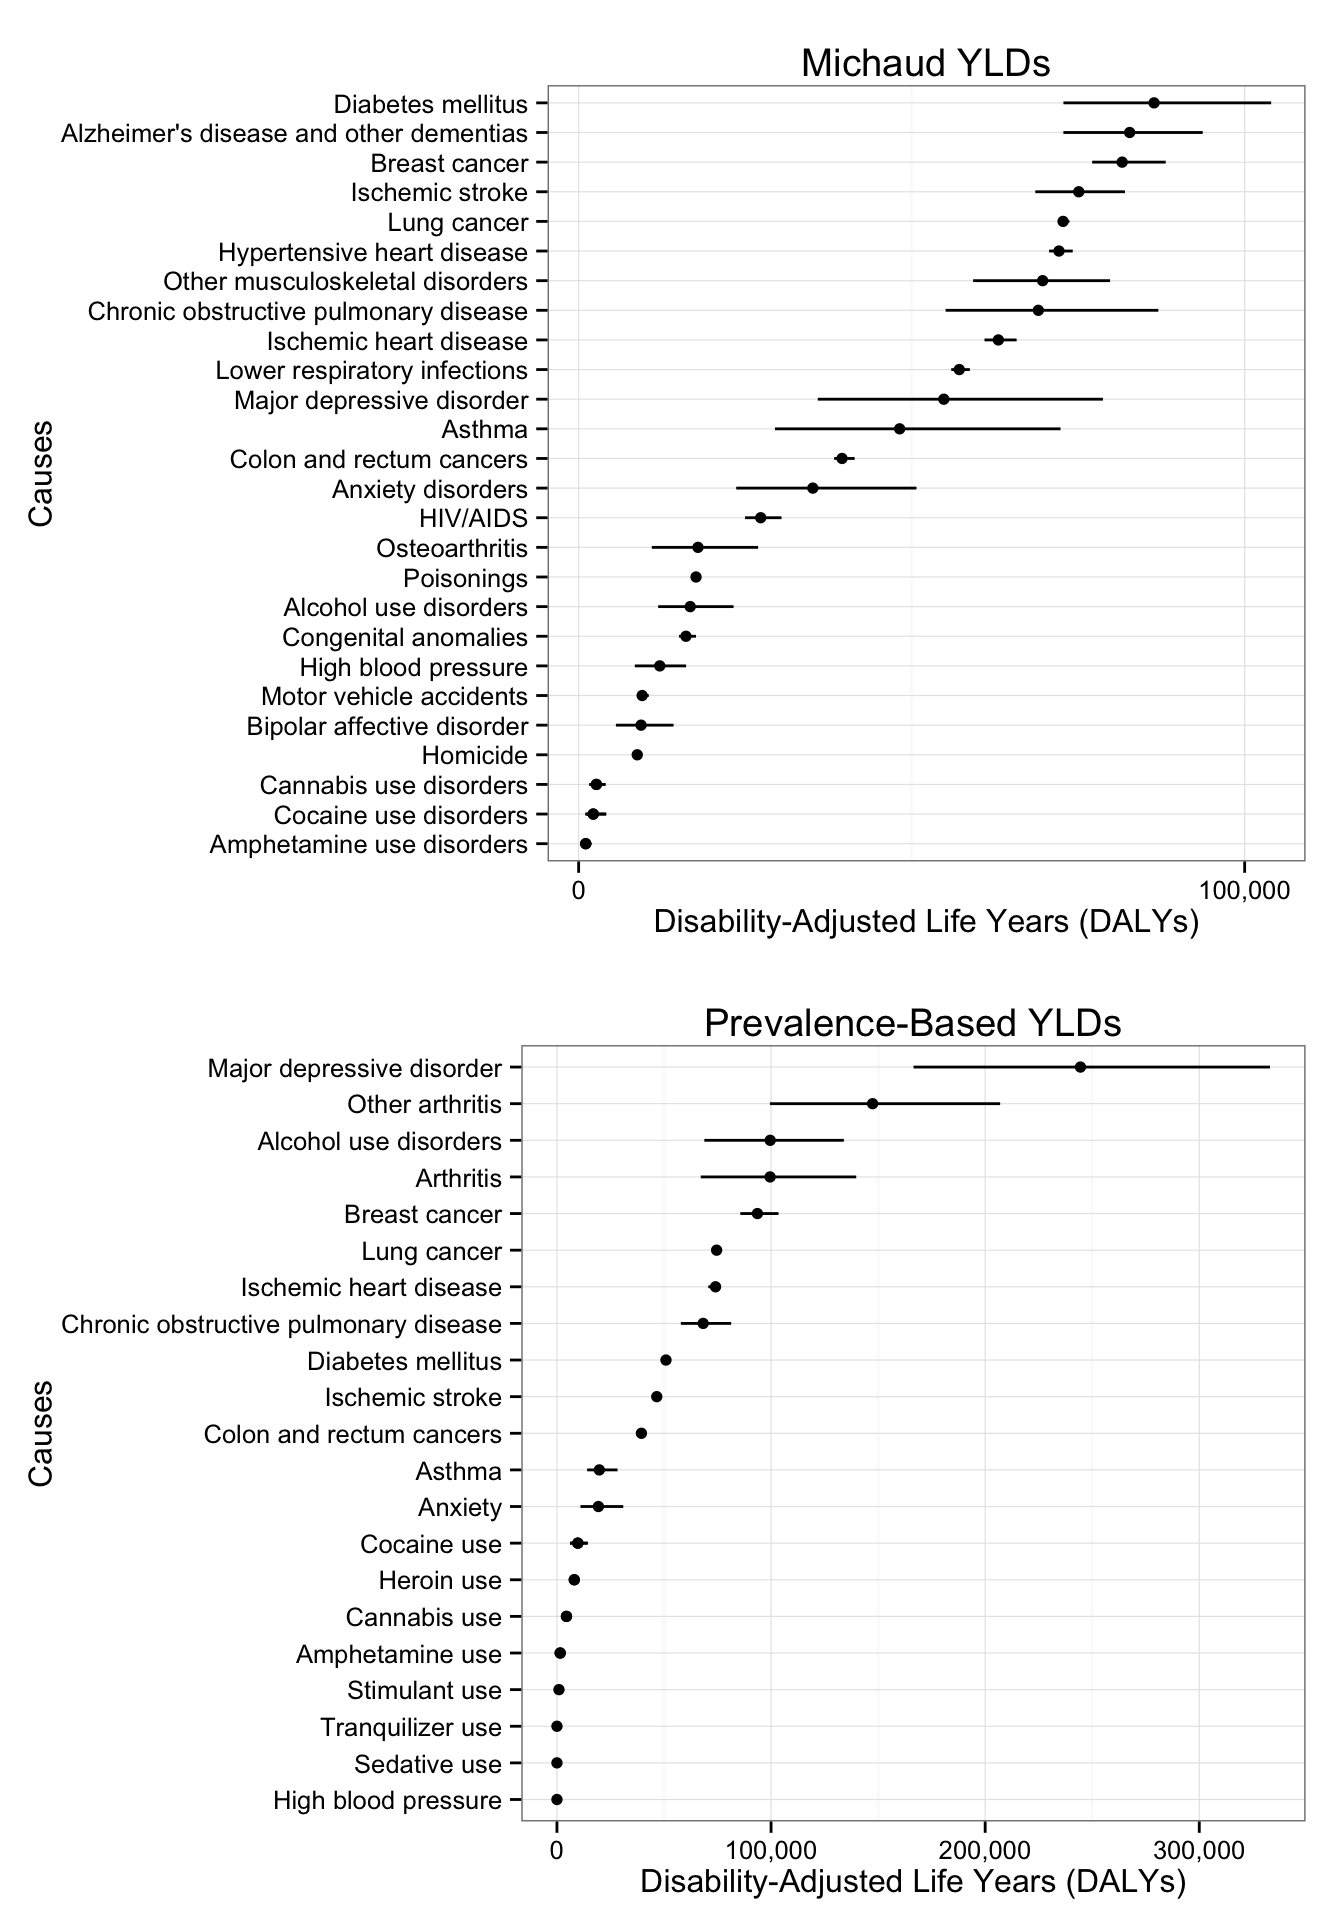 Michaud YLDs
Causes
Diabetes mellitus
Alzheimer's disease and other dementias
Breast cancer
Ischemic stroke
Lung cancer
Hypertensive heart disease
Other musculoskeletal disorders
Chronic obstructive pulmonary disease
Ischemic heart disease
Lower respiratory infections
Major depressive disorder
Asthma
Colon and rectum cancers
Anxiety disorders
HIV/AIDS
Osteoarthritis
Poisonings
Alcohol use disorders
Congenital anomalies
High blood pressure
Motor vehicle accidents
Bipolar affective disorder
Homicide
Cannabis use disorders
Cocaine use disorders
Amphetamine use disorders
0 100,000
Disability-Adjusted Life Years (DALYs)
Prevalence-Based YLDs
Causes
Major depressive disorder
Other arthritis
Alcohol use disorders
Arthritis
Breast cancer
Lung cancer
Ischemic heart disease
Chronic obstructive pulmonary disease
Diabetes mellitus
Ischemic stroke
Colon and rectum cancers
Asthma
Anxiety
Cocaine use
Heroin use
Cannabis use
Amphetamine use
Stimulant use
Tranquilizer use
Sedative use
High blood pressure
0 100,000 200,000 300,000
Disability-Adjusted Life Years (DALYs)